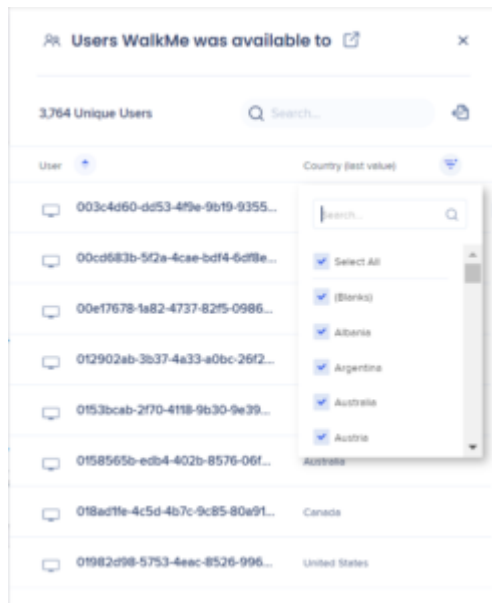 Users WalkMe was available to
3,764 Unique Users
Search...
User
Country (last value)
003c4d60-dd53-4f9e-9b19-9355...
Search...
00cd683b-5f2a-4cae-bdf4-6df8e...
Select All
(Blanks)
00e17678-1a82-4737-82f5-0986...
Albania
012902ab-3b37-4a33-a0bc-26f2...
Argentina
0153bcab-2f70-4118-9b30-9e39...
Australia
Austria
0158565b-edb4-402b-8576-06f...
Australia
018ad1fe-4c5d-4b7c-9c85-80a91...
Canada
01982d98-5753-4eac-8526-996...
United States